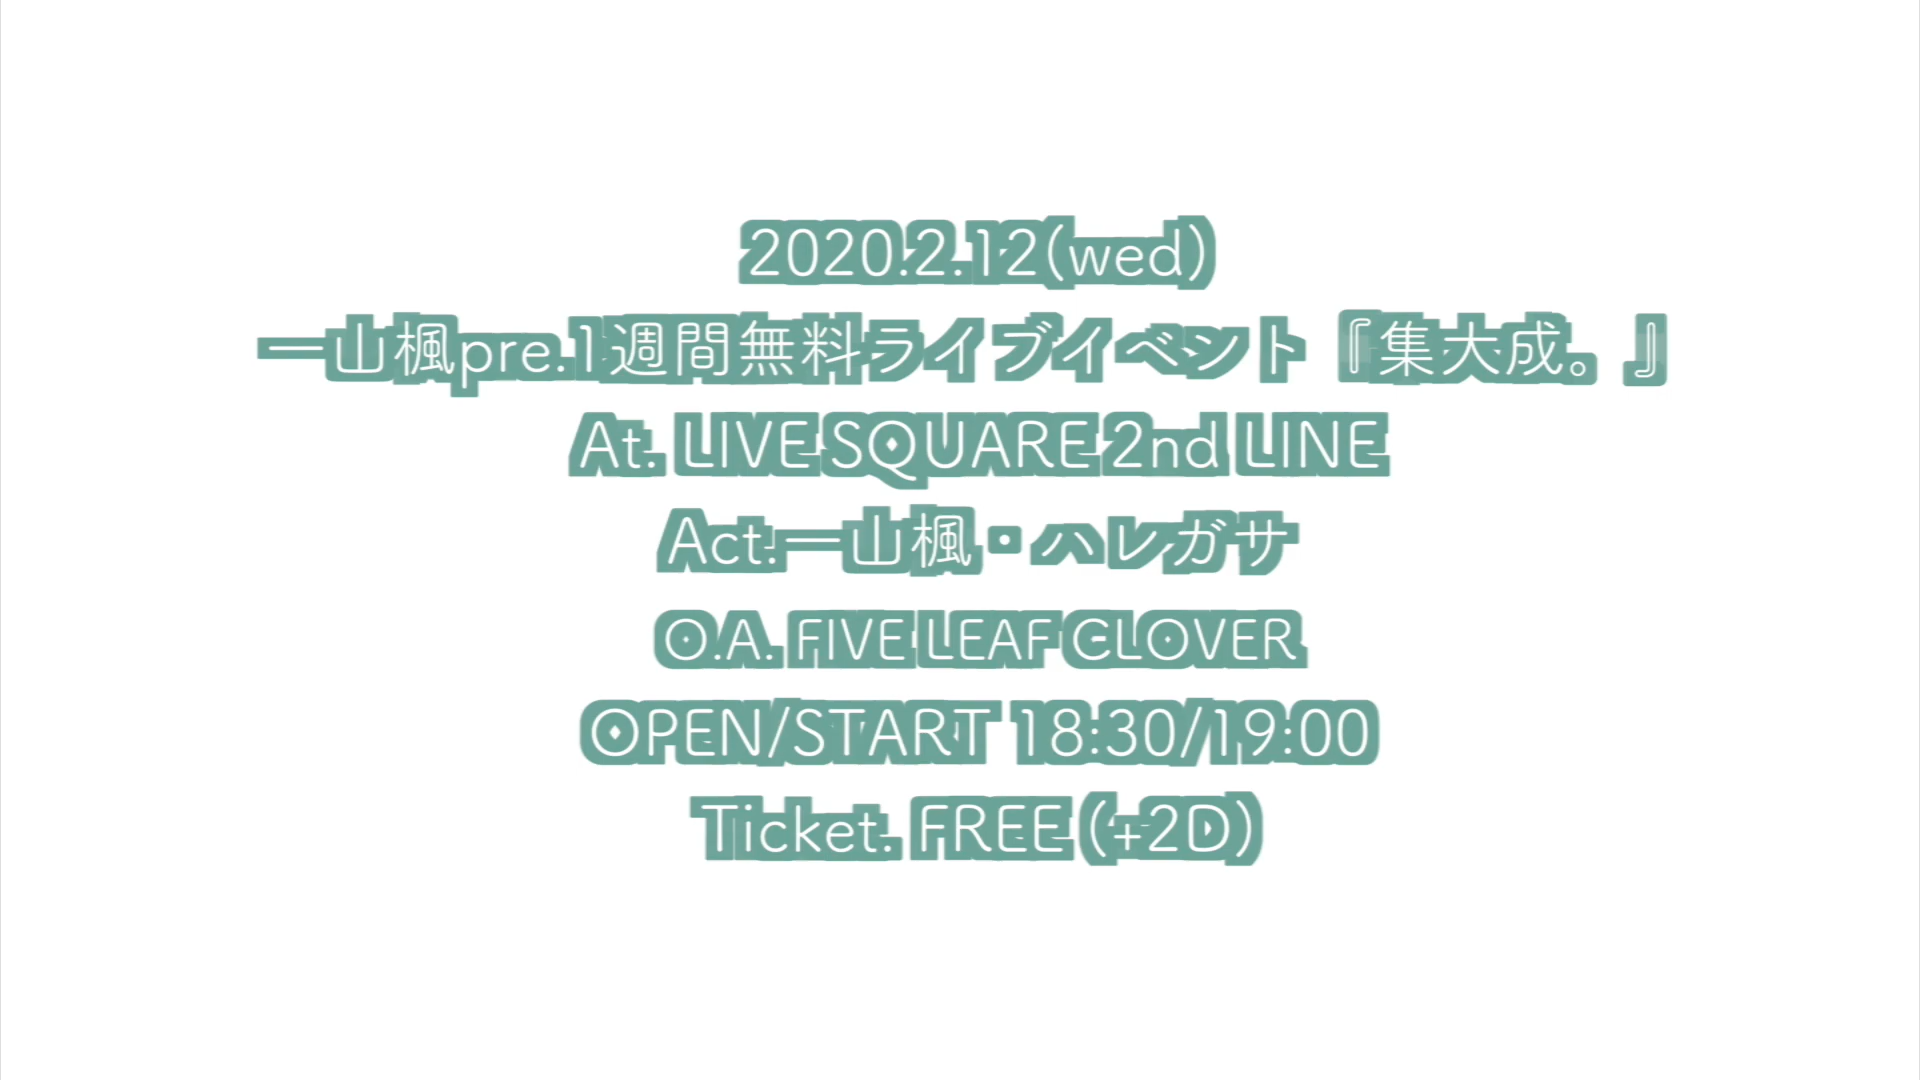 2020.2.12(wed)
一山楓pre.1週間無料ライブイベント『集大成。』
At. LIVE SQUARE 2nd LINE
Act.一山楓・ハレガサ
O.A. FIVE LEAF CLOVER
OPEN/START 18:30/19:00
Ticket. FREE (+2D)